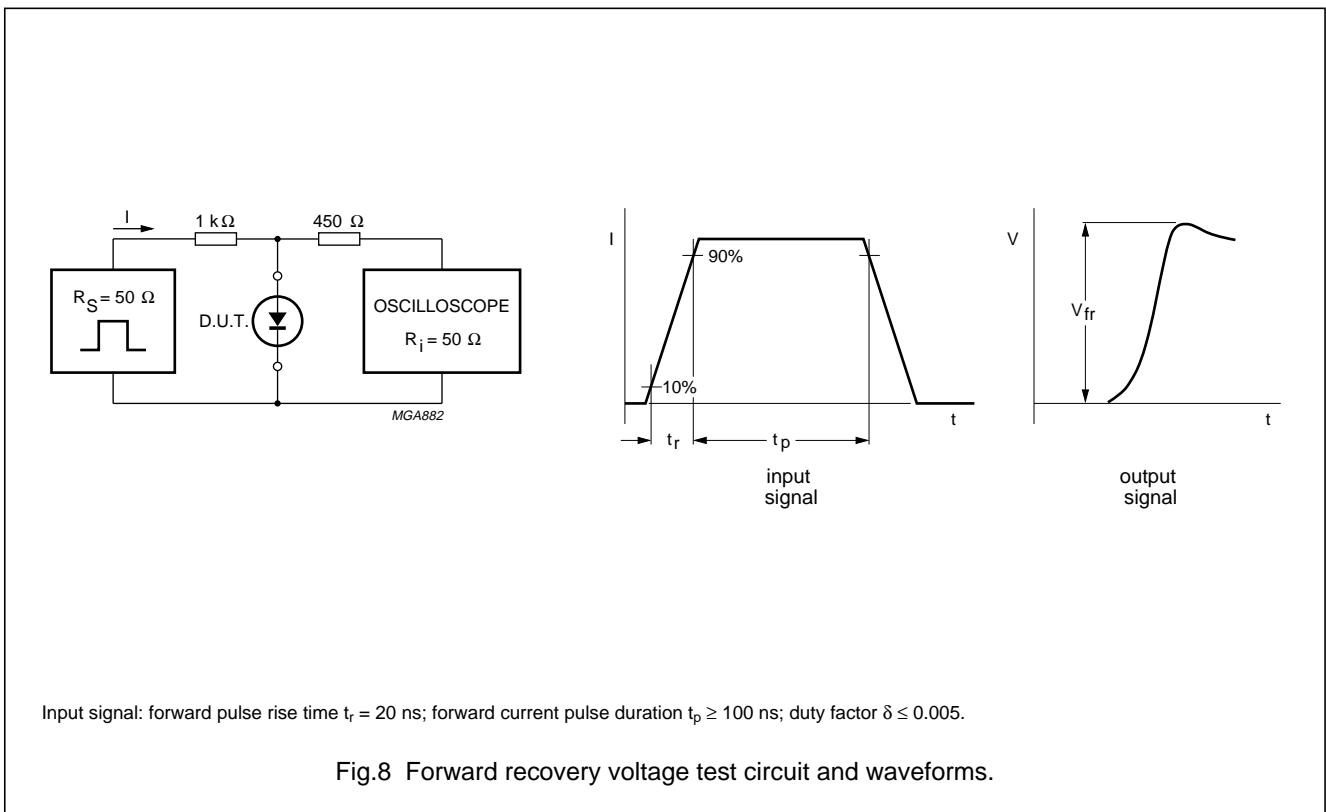 I
1 kΩ
450 Ω
R_S = 50 Ω
D.U.T.
OSCILLOSCOPE
R_i = 50 Ω
MGA882
I
90%
10%
t
t_r
t_p
input
signal
V
V_fr
t
output
signal
Input signal: forward pulse rise time t_r = 20 ns; forward current pulse duration t_p ≥ 100 ns; duty factor δ ≤ 0.005.
Fig.8 Forward recovery voltage test circuit and waveforms.